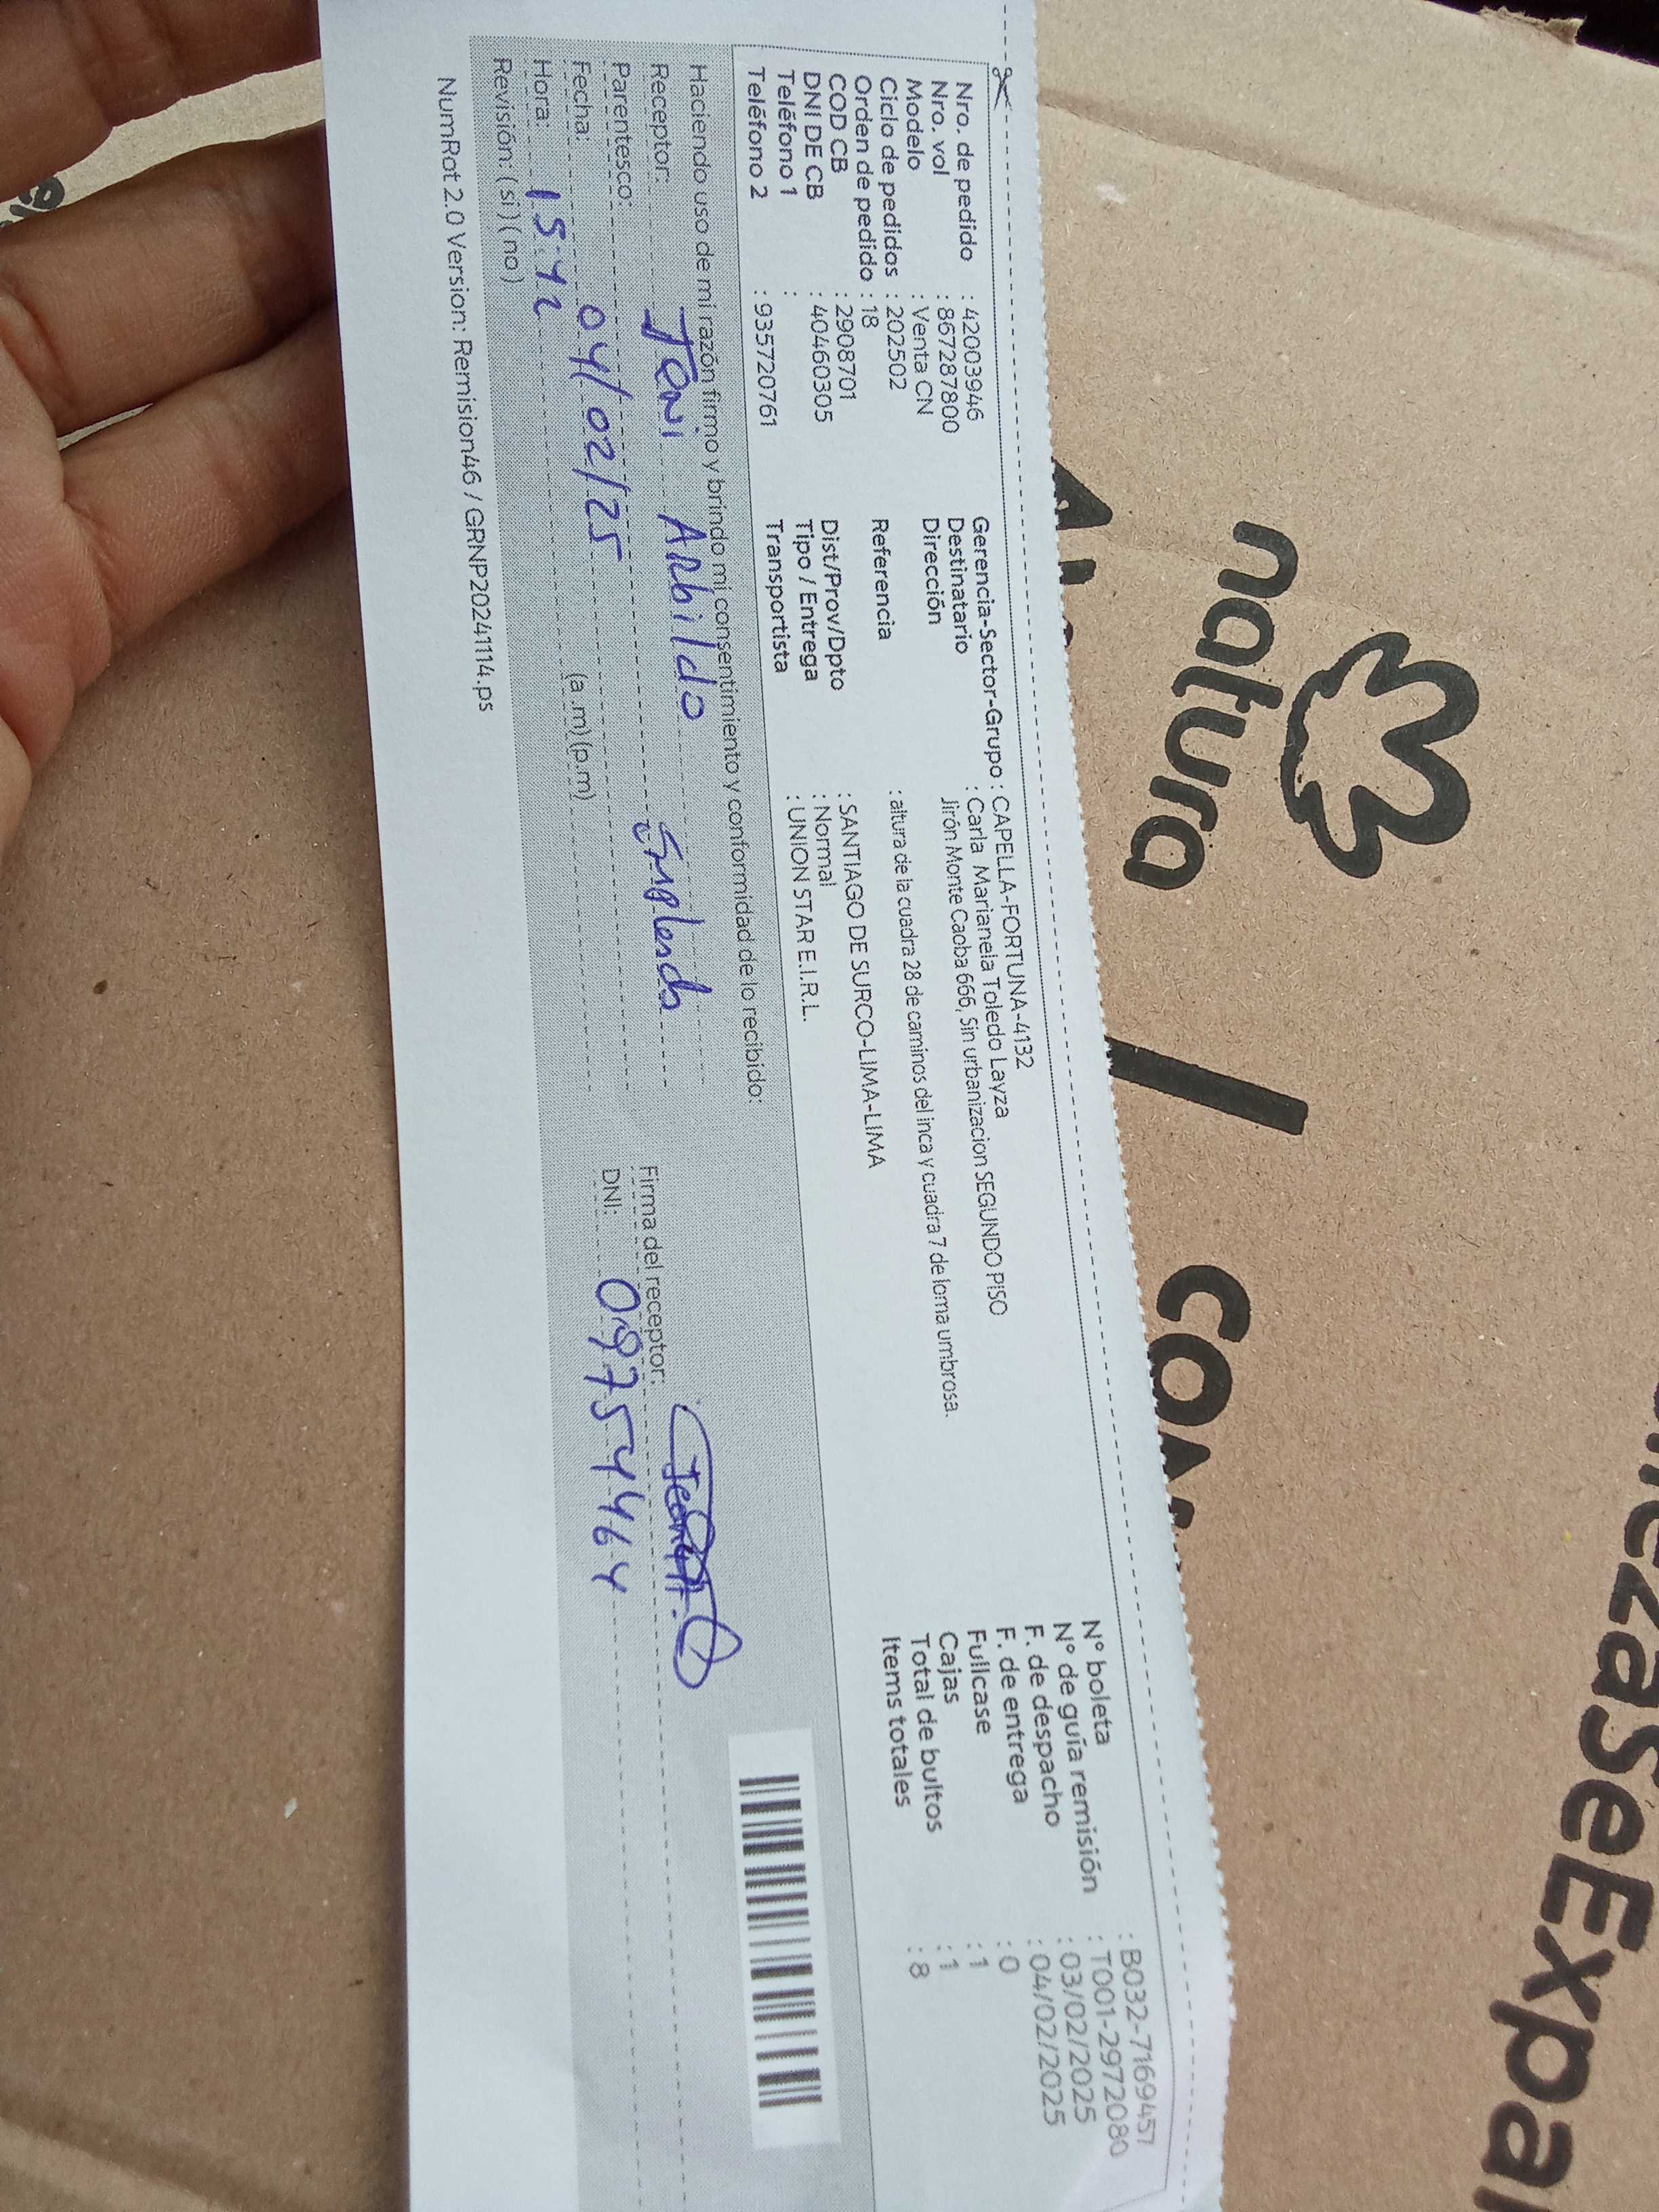 natura
Nro. de pedido : 42003946
Nro. vol : 867287800
Modelo : Venta CN
Ciclo de pedidos : 202502
Orden de pedido : 18
COD CB : 2908701
DNI DE CB : 40460305
Teléfono 1 :
Teléfono 2 : 935720761
Gerencia-Sector-Grupo : CAPELLA-FORTUNA-4132
Destinatario : Carla Marianela Toledo Layza
Dirección Jirón Monte Caoba 666, Sin urbanizacion SEGUNDO PISO
Referencia : altura de la cuadra 28 de caminos del inca y cuadra 7 de loma umbrosa.
Dist/Prov/Dpto : SANTIAGO DE SURCO-LIMA-LIMA
Tipo / Entrega : Normal
Transportista : UNION STAR E.I.R.L.
N° boleta : B032-7169457
N° de guía remisión : T001-2972080
F. de despacho : 03/02/2025
F. de entrega : 04/02/2025
Fullcase : 0
Cajas : 1
Total de bultos : 1
Items totales : 8
Haciendo uso de mi razón firmo y brindo mi consentimiento y conformidad de lo recibido:
Receptor: Jeni Arbildo
Parentesco:
Fecha: 04/02/25
Hora: 15:42 (a.m) (p.m)
Revisión: ( si ) ( no )
Firma del receptor:
DNI: 09754464
NumRot 2.0 Version: Remision46 / GRNP20241114.ps